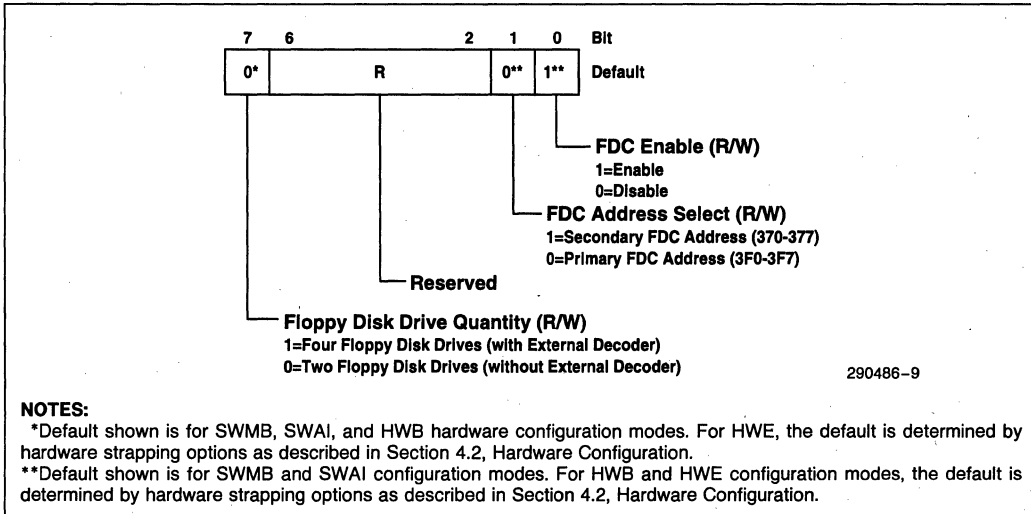 7 6 2 1 0 Bit
0* R 0** 1** Default
FDC Enable (R/W)
1=Enable
0=Disable
FDC Address Select (R/W)
1=Secondary FDC Address (370-377)
0=Primary FDC Address (3F0-3F7)
Reserved
Floppy Disk Drive Quantity (R/W)
1=Four Floppy Disk Drives (with External Decoder)
0=Two Floppy Disk Drives (without External Decoder)
290486–9
NOTES:
*Default shown is for SWMB, SWAI, and HWB hardware configuration modes. For HWE, the default is determined by
hardware strapping options as described in Section 4.2, Hardware Configuration.
**Default shown is for SWMB and SWAI configuration modes. For HWB and HWE configuration modes, the default is
determined by hardware strapping options as described in Section 4.2, Hardware Configuration.